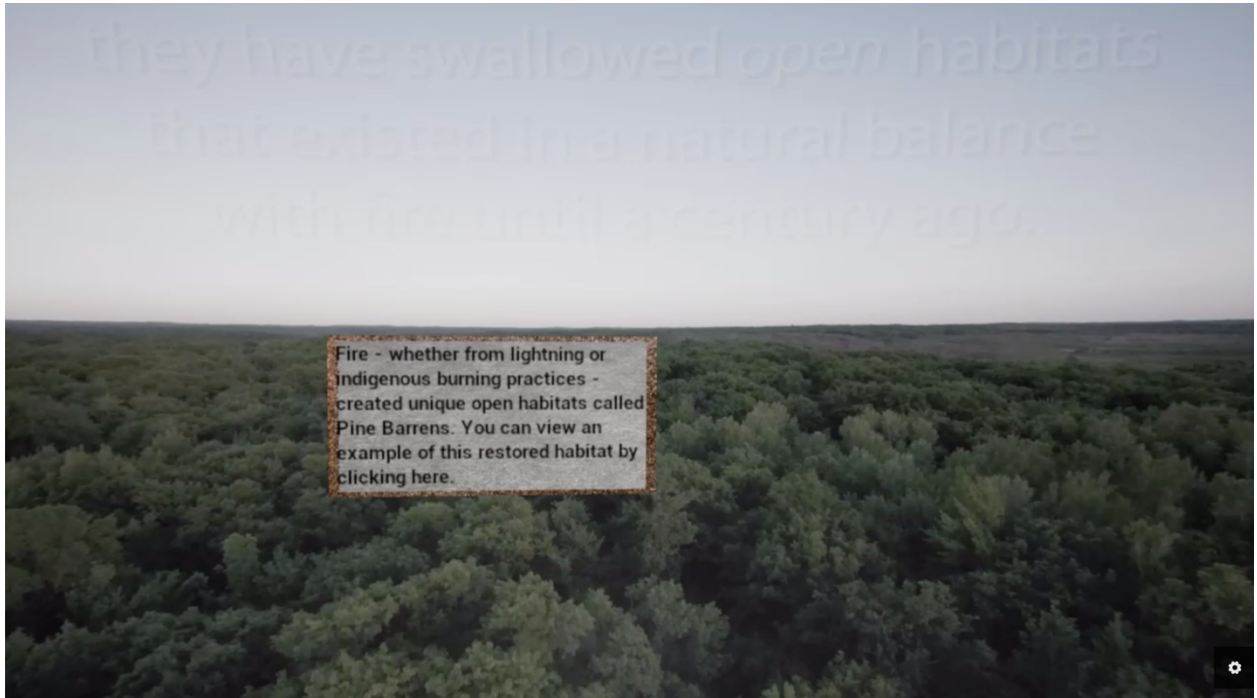 they have swallowed open habitats
that existed in a natural balance
with fire until a century ago.
Fire - whether from lightning or
indigenous burning practices -
created unique open habitats called
Pine Barrens. You can view an
example of this restored habitat by
clicking here.